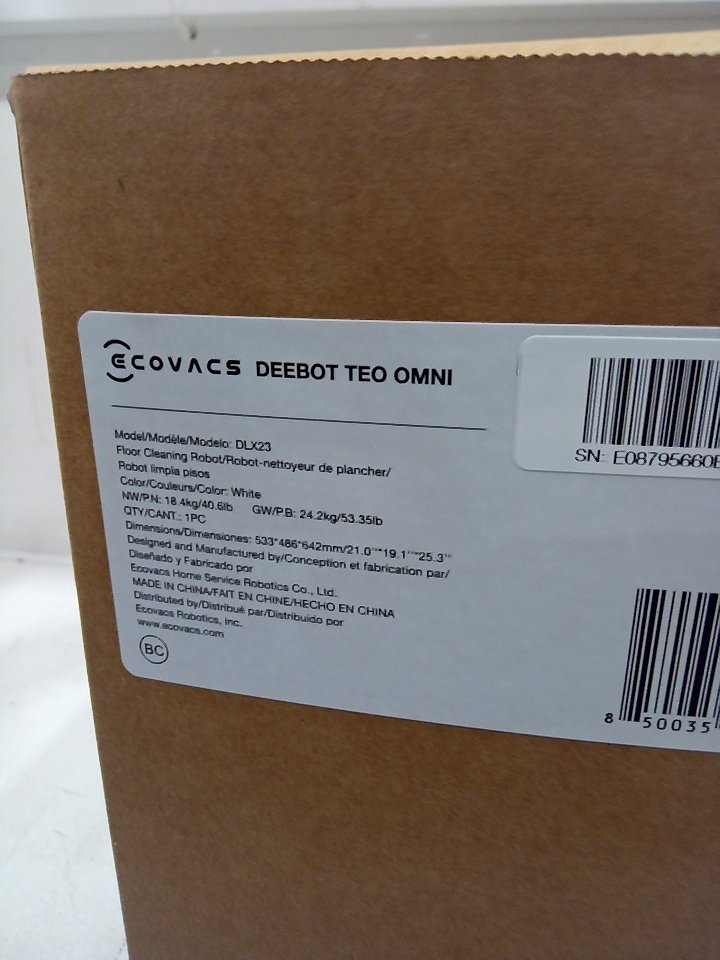 ECOVACS DEEBOT TEO OMNI
Model/Modèle/Modelo: DLX23
Floor Cleaning Robot/Robot-nettoyeur de plancher/
Robot limpia pisos
Color/Couleurs/Color: White
NW/P.N: 18.4kg/40.6lb GW/P.B: 24.2kg/53.35lb
QTY/CANT.: 1PC
Dimensions/Dimensiones: 533*486*642mm/21.0''*19.1''*25.3''
Designed and Manufactured by/Conception et fabrication par/
Diseñado y Fabricado por
Ecovacs Home Service Robotics Co., Ltd.
MADE IN CHINA/FAIT EN CHINE/HECHO EN CHINA
Distributed by/Distribué par/Distribuido por
Ecovacs Robotics, Inc.
www.ecovacs.com
BC
SN: E08795660E
8 50035